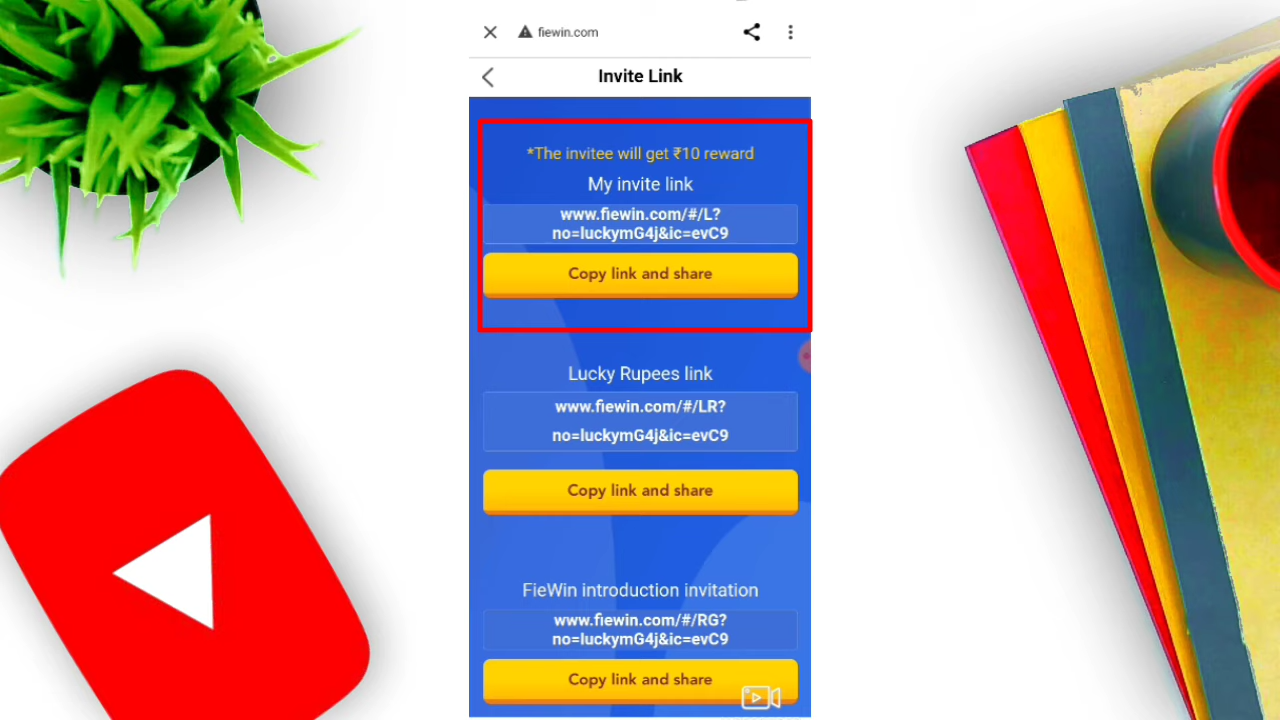 fiewin.com
Invite Link
*The invitee will get ₹10 reward
My invite link
www.fiewin.com/#/L?
no=luckymG4j&ic=evC9
Copy link and share
Lucky Rupees link
www.fiewin.com/#/LR?
no=luckymG4j&ic=evC9
Copy link and share
FieWin introduction invitation
www.fiewin.com/#/RG?
no=luckymG4j&ic=evC9
Copy link and share